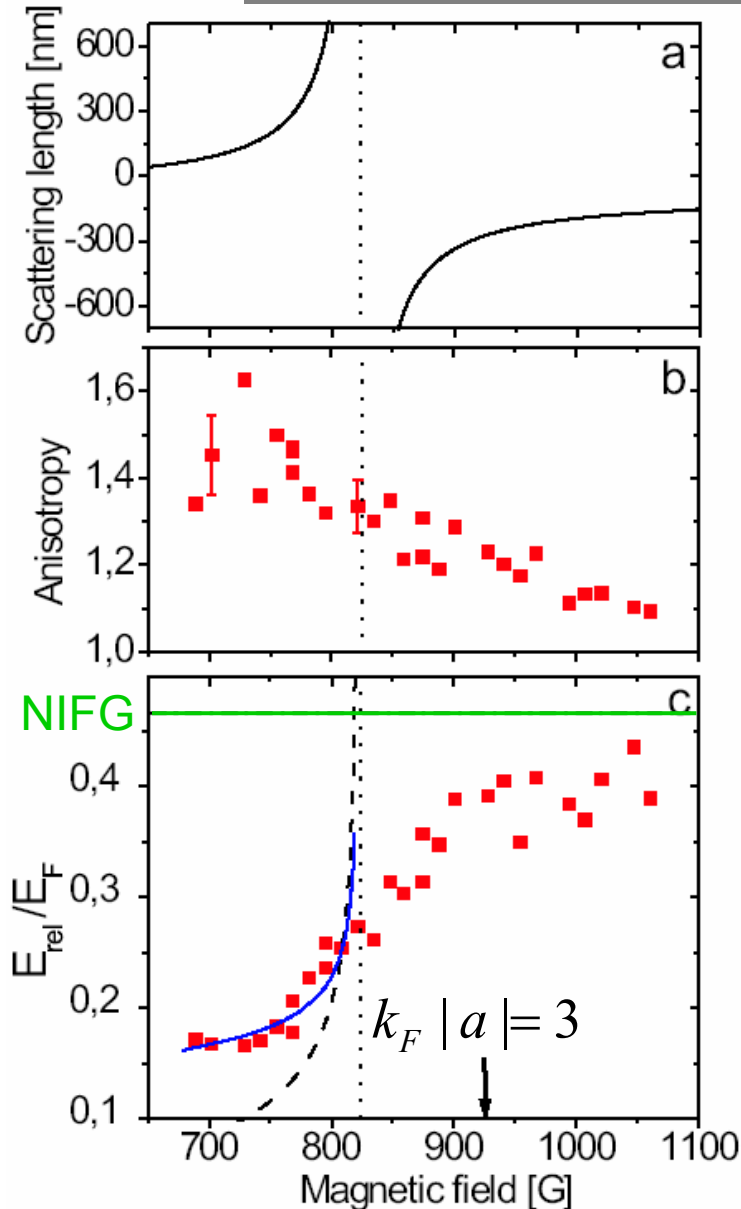 Scattering length [nm]
600
300
0
-300
-600
a
Anisotropy
1,6
1,4
1,2
1,0
b
NIFG
c
E_rel/E_F
0,4
0,3
0,2
0,1
k_F | a |= 3
700 800 900 1000 1100
Magnetic field [G]